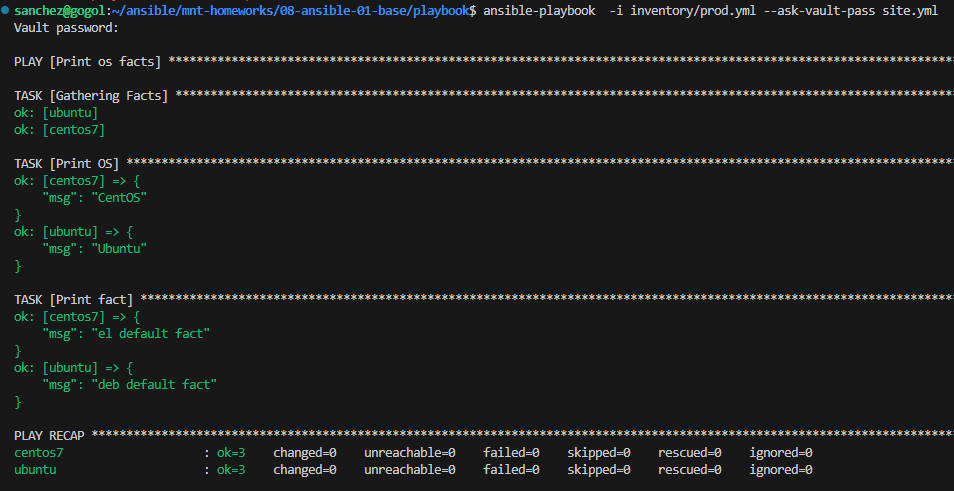 sanchez@gogol:~/ansible/mnt-homeworks/08-ansible-01-base/playbook$ ansible-playbook  -i inventory/prod.yml --ask-vault-pass site.yml
Vault password:

PLAY [Print os facts] ****************************************************************************************************************

TASK [Gathering Facts] ***************************************************************************************************************
ok: [ubuntu]
ok: [centos7]

TASK [Print OS] **********************************************************************************************************************
ok: [centos7] => {
    "msg": "CentOS"
}
ok: [ubuntu] => {
    "msg": "Ubuntu"
}

TASK [Print fact] ********************************************************************************************************************
ok: [centos7] => {
    "msg": "el default fact"
}
ok: [ubuntu] => {
    "msg": "deb default fact"
}

PLAY RECAP ***************************************************************************************************************************
centos7                    : ok=3    changed=0    unreachable=0    failed=0    skipped=0    rescued=0    ignored=0
ubuntu                     : ok=3    changed=0    unreachable=0    failed=0    skipped=0    rescued=0    ignored=0